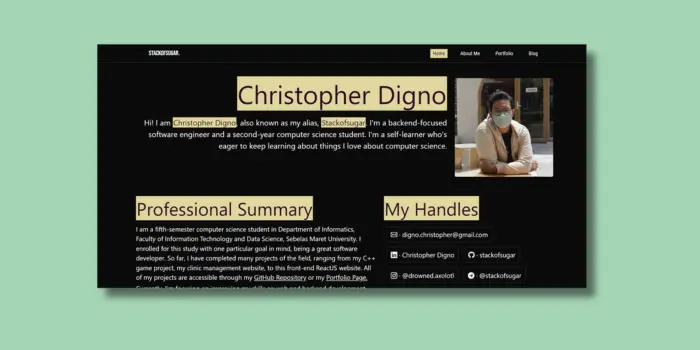 STACKOFSUGAR.
Home About Me Portfolio Blog
Christopher Digno
Hi! I am Christopher Digno also known as my alias, Stackofsugar. I'm a backend-focused
software engineer and a second-year computer science student. I'm a self-learner who's
eager to keep learning about things I love about computer science.
Professional Summary
I am a fifth-semester computer science student in Department of Informatics,
Faculty of Information Technology and Data Science, Sebelas Maret University. I
enrolled for this study with one particular goal in mind, being a great software
developer. So far, I have completed many projects of the field, ranging from my C++
game project, my clinic management website, to this front-end ReactJS website. All
of my projects are accessible through my GitHub Repository or my Portfolio Page.
My Handles
· digno.christopher@gmail.com
· Christopher Digno
· stackofsugar
· @drowned.axolotl
· @stackofsugar